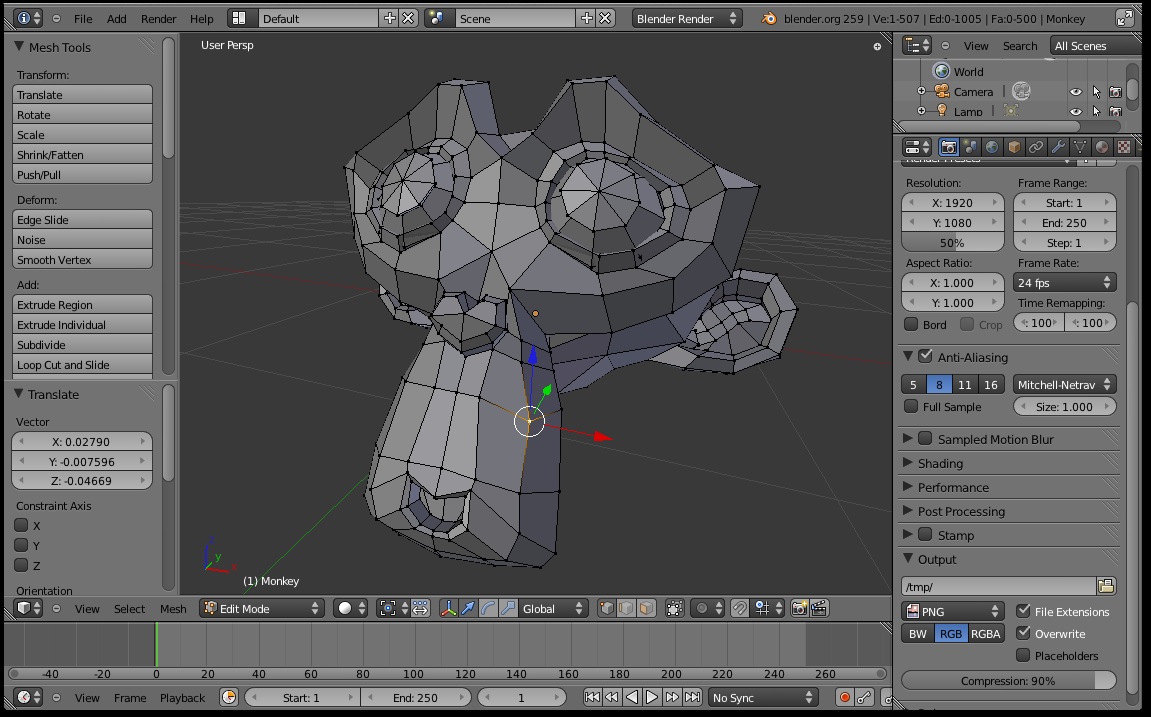 File Add Render Help Default Scene Blender Render blender.org 259 | Ve:1-507 | Ed:0-1005 | Fa:0-500 | Monkey
Mesh Tools
Transform:
Translate
Rotate
Scale
Shrink/Fatten
Push/Pull
Deform:
Edge Slide
Noise
Smooth Vertex
Add:
Extrude Region
Extrude Individual
Subdivide
Loop Cut and Slide
Translate
Vector
X: 0.02790
Y: -0.007596
Z: -0.04669
Constraint Axis
X
Y
Z
Orientation
User Persp
y
(1) Monkey
View Select Mesh Edit Mode Global
-40 -20 0 20 40 60 80 100 120 140 160 180 200 220 240 260
View Frame Playback Start: 1 End: 250 1 No Sync
View Search All Scenes
World
Camera
Lamp
Resolution:
X: 1920
Y: 1080
50%
Frame Range:
Start: 1
End: 250
Step: 1
Aspect Ratio:
X: 1.000
Y: 1.000
Frame Rate:
24 fps
Time Remapping:
Bord Crop : 100 : 100
Anti-Aliasing
5 8 11 16 Mitchell-Netrav
Full Sample Size: 1.000
Sampled Motion Blur
Shading
Performance
Post Processing
Stamp
Output
/tmp/
PNG File Extensions
BW RGB RGBA Overwrite
Placeholders
Compression: 90%